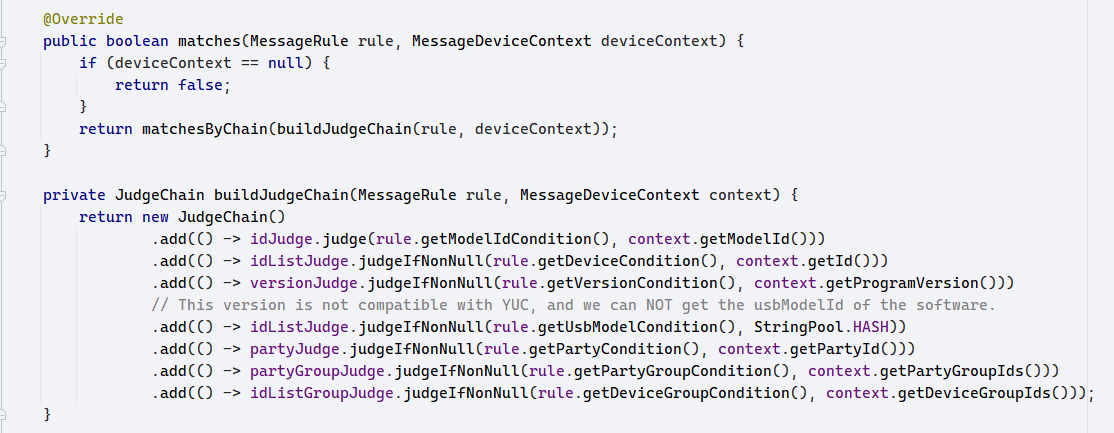 @Override
public boolean matches(MessageRule rule, MessageDeviceContext deviceContext) {
    if (deviceContext == null) {
        return false;
    }
    return matchesByChain(buildJudgeChain(rule, deviceContext));
}

private JudgeChain buildJudgeChain(MessageRule rule, MessageDeviceContext context) {
    return new JudgeChain()
            .add(() -> idJudge.judge(rule.getModelIdCondition(), context.getModelId()))
            .add(() -> idListJudge.judgeIfNonNull(rule.getDeviceCondition(), context.getId()))
            .add(() -> versionJudge.judgeIfNonNull(rule.getVersionCondition(), context.getProgramVersion()))
            // This version is not compatible with YUC, and we can NOT get the usbModelId of the software.
            .add(() -> idListJudge.judgeIfNonNull(rule.getUsbModelCondition(), StringPool.HASH))
            .add(() -> partyJudge.judgeIfNonNull(rule.getPartyCondition(), context.getPartyId()))
            .add(() -> partyGroupJudge.judgeIfNonNull(rule.getPartyGroupCondition(), context.getPartyGroupIds()))
            .add(() -> idListGroupJudge.judgeIfNonNull(rule.getDeviceGroupCondition(), context.getDeviceGroupIds()));
}